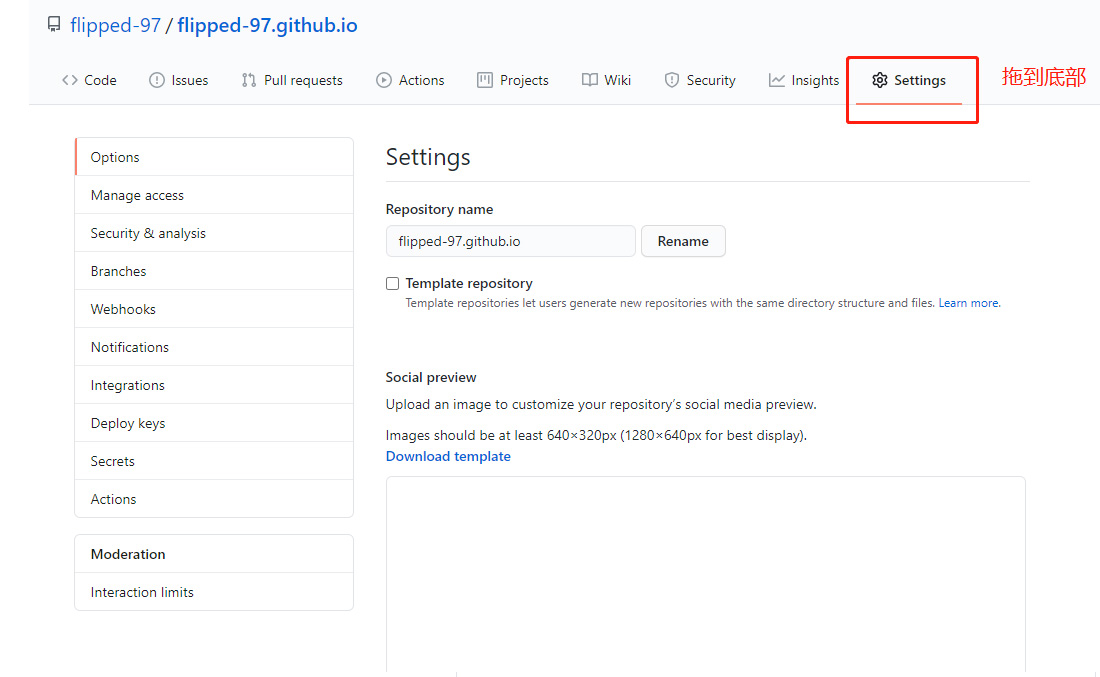 flipped-97 / flipped-97.github.io
Code Issues Pull requests Actions Projects Wiki Security Insights Settings 拖到底部
Options
Manage access
Security & analysis
Branches
Webhooks
Notifications
Integrations
Deploy keys
Secrets
Actions
Moderation
Interaction limits
Settings
Repository name
flipped-97.github.io Rename
Template repository
Template repositories let users generate new repositories with the same directory structure and files. Learn more.
Social preview
Upload an image to customize your repository’s social media preview.
Images should be at least 640×320px (1280×640px for best display).
Download template